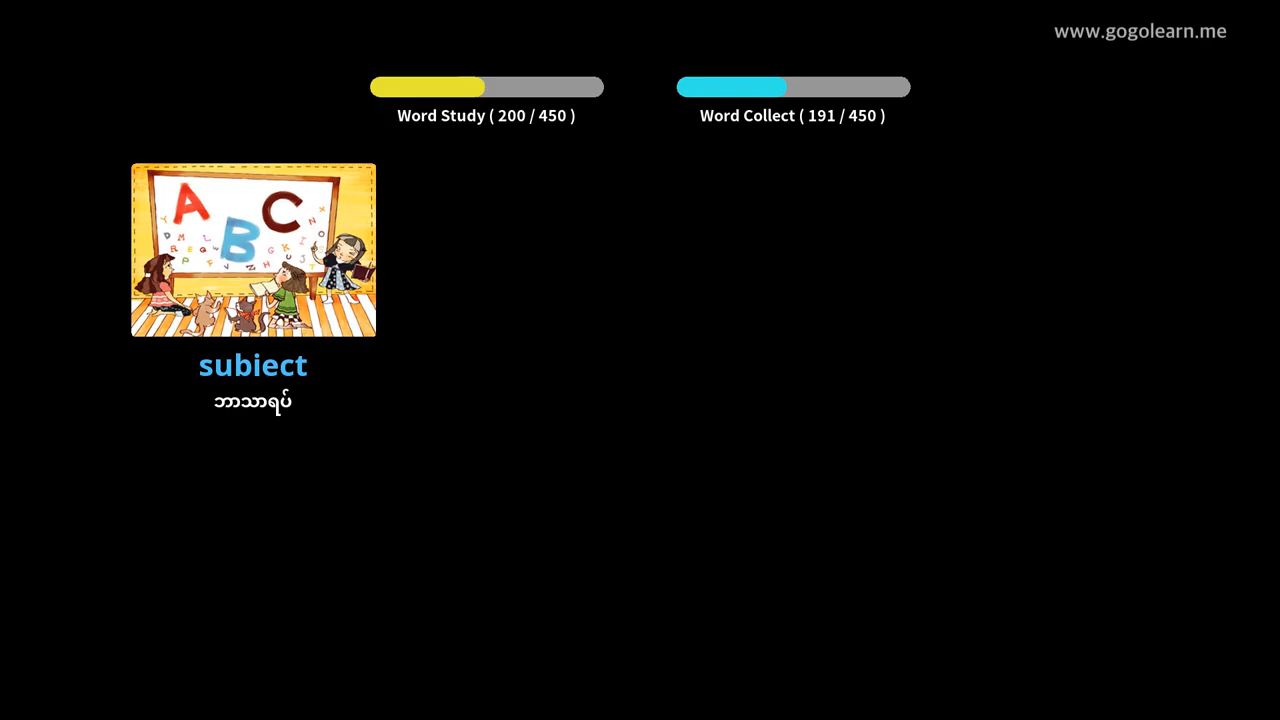 www.gogolearn.me
Word Study ( 200 / 450 )
Word Collect ( 191 / 450 )
A
B
C
subiect
ဘာသာရပ်